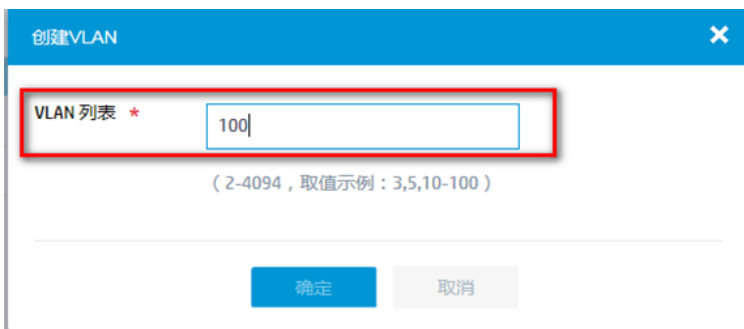 创建VLAN
VLAN 列表 *
100
（2-4094，取值示例：3,5,10-100）
确定
取消